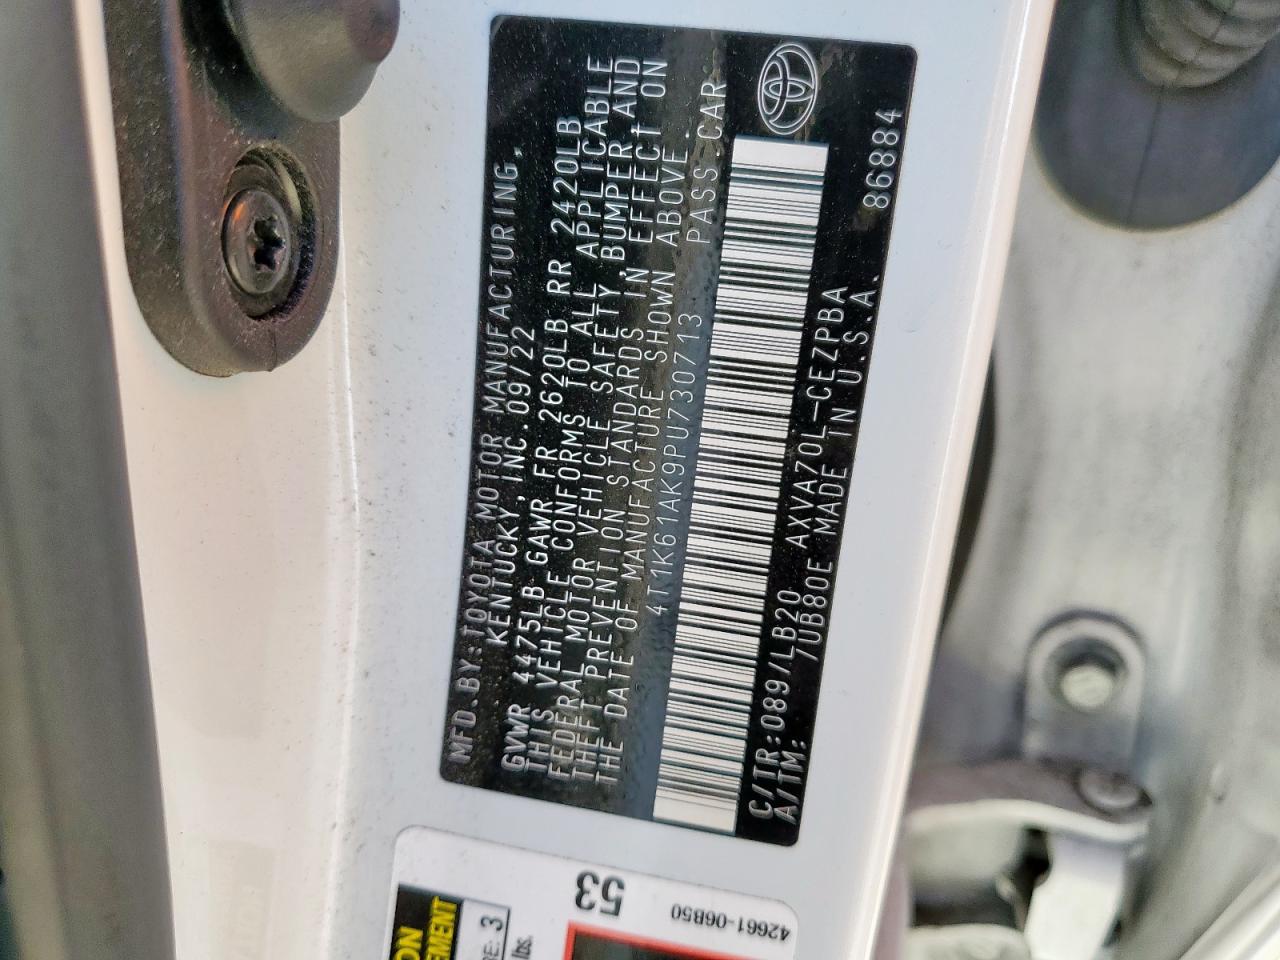 MFD.BY:TOYOTA MOTOR MANUFACTURING,
KENTUCKY, INC. 09/22
GVWR 4475LB GAWR FR 2620LB RR 2420LB
THIS VEHICLE CONFORMS TO ALL APPLICABLE
FEDERAL MOTOR VEHICLE SAFETY, BUMPER, AND
THEFT PREVENTION STANDARDS IN EFFECT ON
THE DATE OF MANUFACTURE SHOWN ABOVE.
4T1K61AK9PU730713 PASS.CAR
C/TR:089/LB20 AXVA70L-CEZPBA
A/TM: 7UB80E MADE IN U.S.A. 86884
53
42661-06B50
3
lbs.